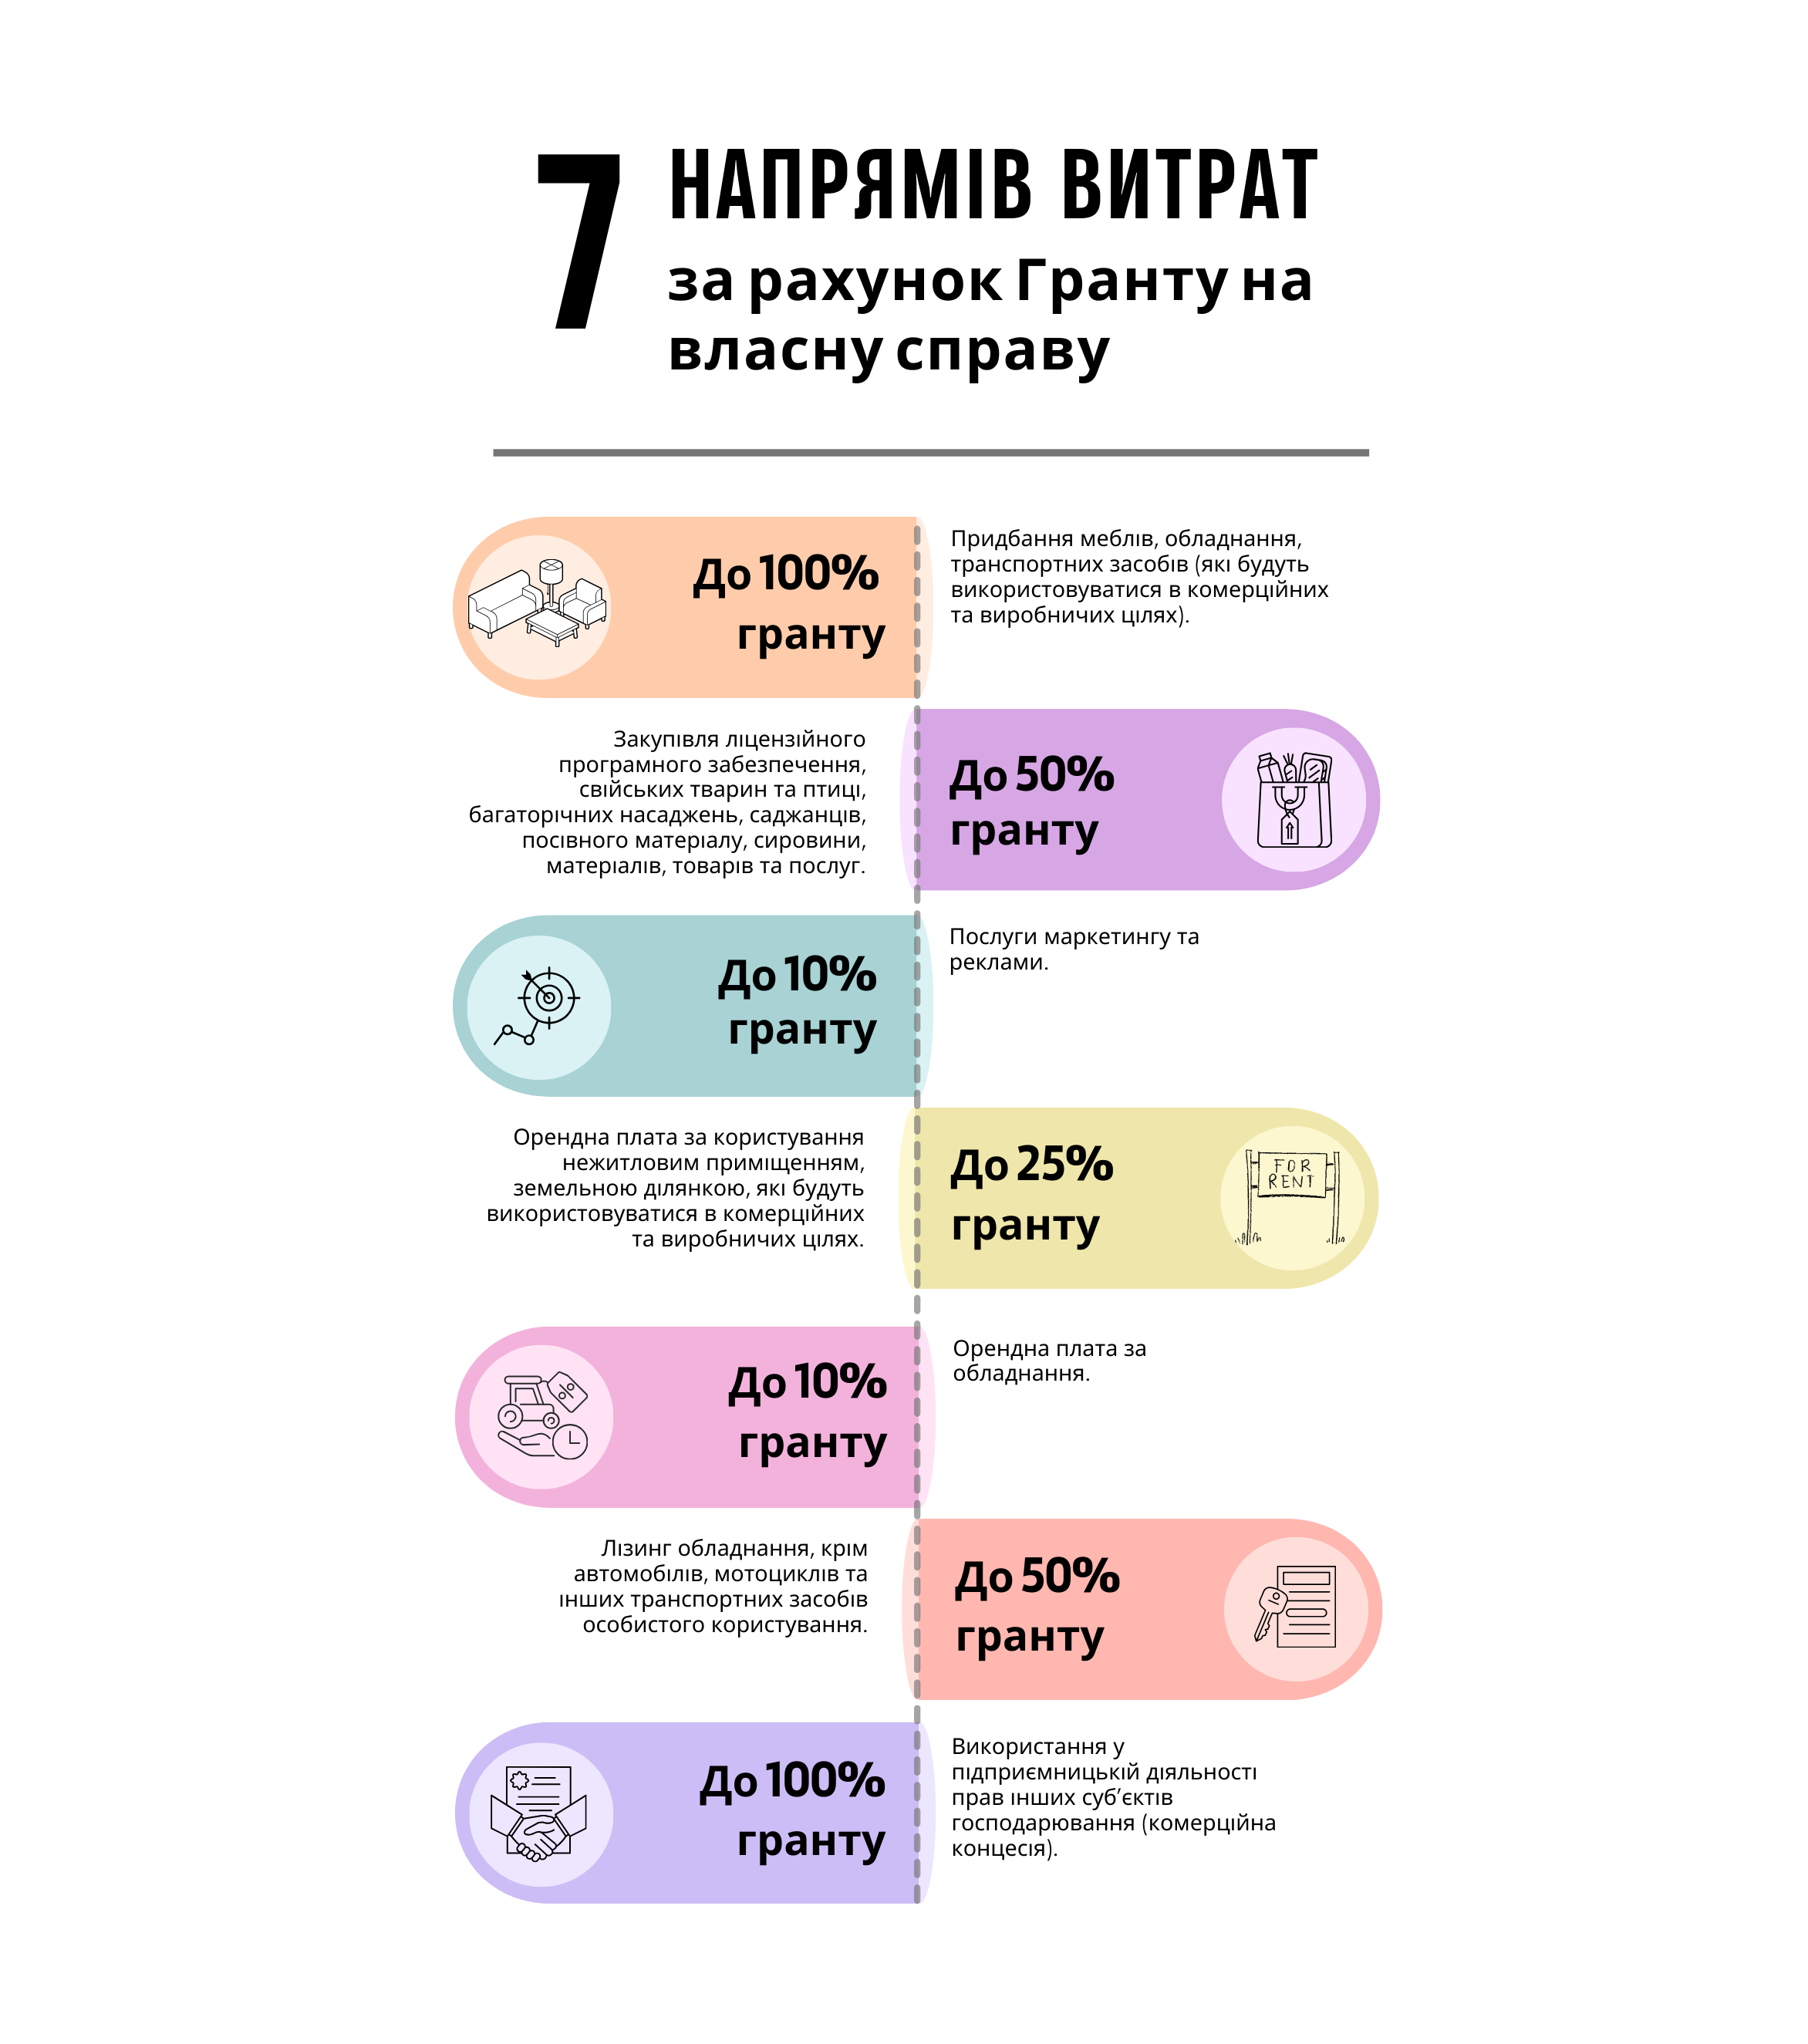 7
НАПРЯМІВ ВИТРАТ
за рахунок Гранту на
власну справу
До 100%
гранту
Придбання меблів, обладнання,
транспортних засобів (які будуть
використовуватися в комерційних
та виробничих цілях).
Закупівля ліцензійного
програмного забезпечення,
свійських тварин та птиці,
багаторічних насаджень, саджанців,
посівного матеріалу, сировини,
матеріалів, товарів та послуг.
До 50%
гранту
До 10%
гранту
Послуги маркетингу та
реклами.
Орендна плата за користування
нежитловим приміщенням,
земельною ділянкою, які будуть
використовуватися в комерційних
та виробничих цілях.
До 25%
гранту
FOR
RENT
До 10%
гранту
Орендна плата за
обладнання.
Лізинг обладнання, крім
автомобілів, мотоциклів та
інших транспортних засобів
особистого користування.
До 50%
гранту
До 100%
гранту
Використання у
підприємницькій діяльності
прав інших суб’єктів
господарювання (комерційна
концесія).